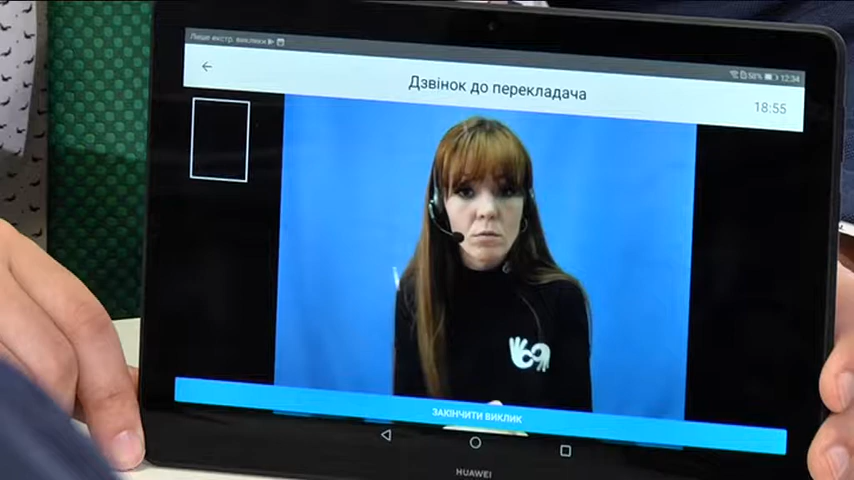 Лише екстр. виклики
58% 12:34
Дзвінок до перекладача
18:55
ЗАКІНЧИТИ ВИКЛИК
HUAWEI